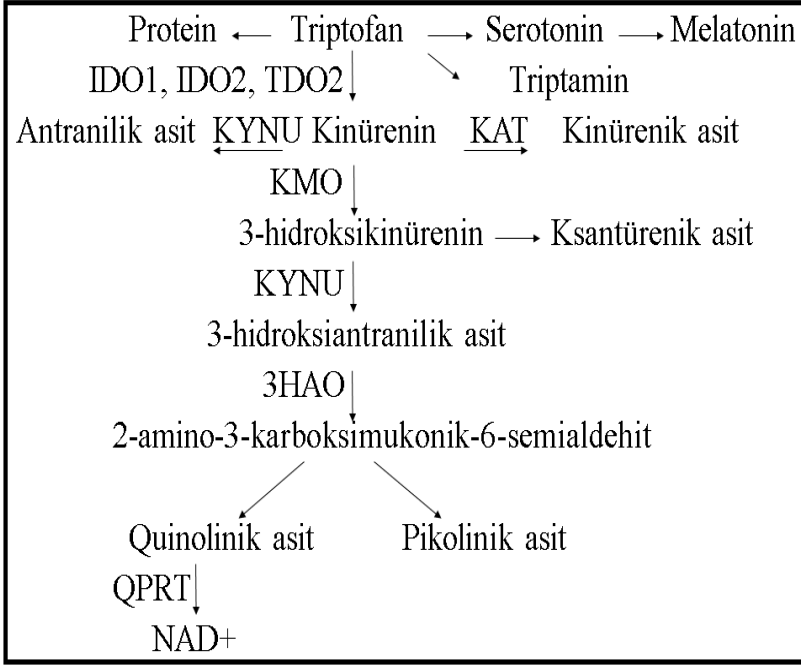 Protein Triptofan Serotonin Melatonin
IDO1, IDO2, TDO2 Triptamin
Antranilik asit KYNU Kinürenin KAT Kinürenik asit
KMO
3-hidroksikinürenin Ksantürenik asit
KYNU
3-hidroksiantranilik asit
3HAO
2-amino-3-karboksimukonik-6-semialdehit
Quinolinik asit Pikolinik asit
QPRT
NAD+